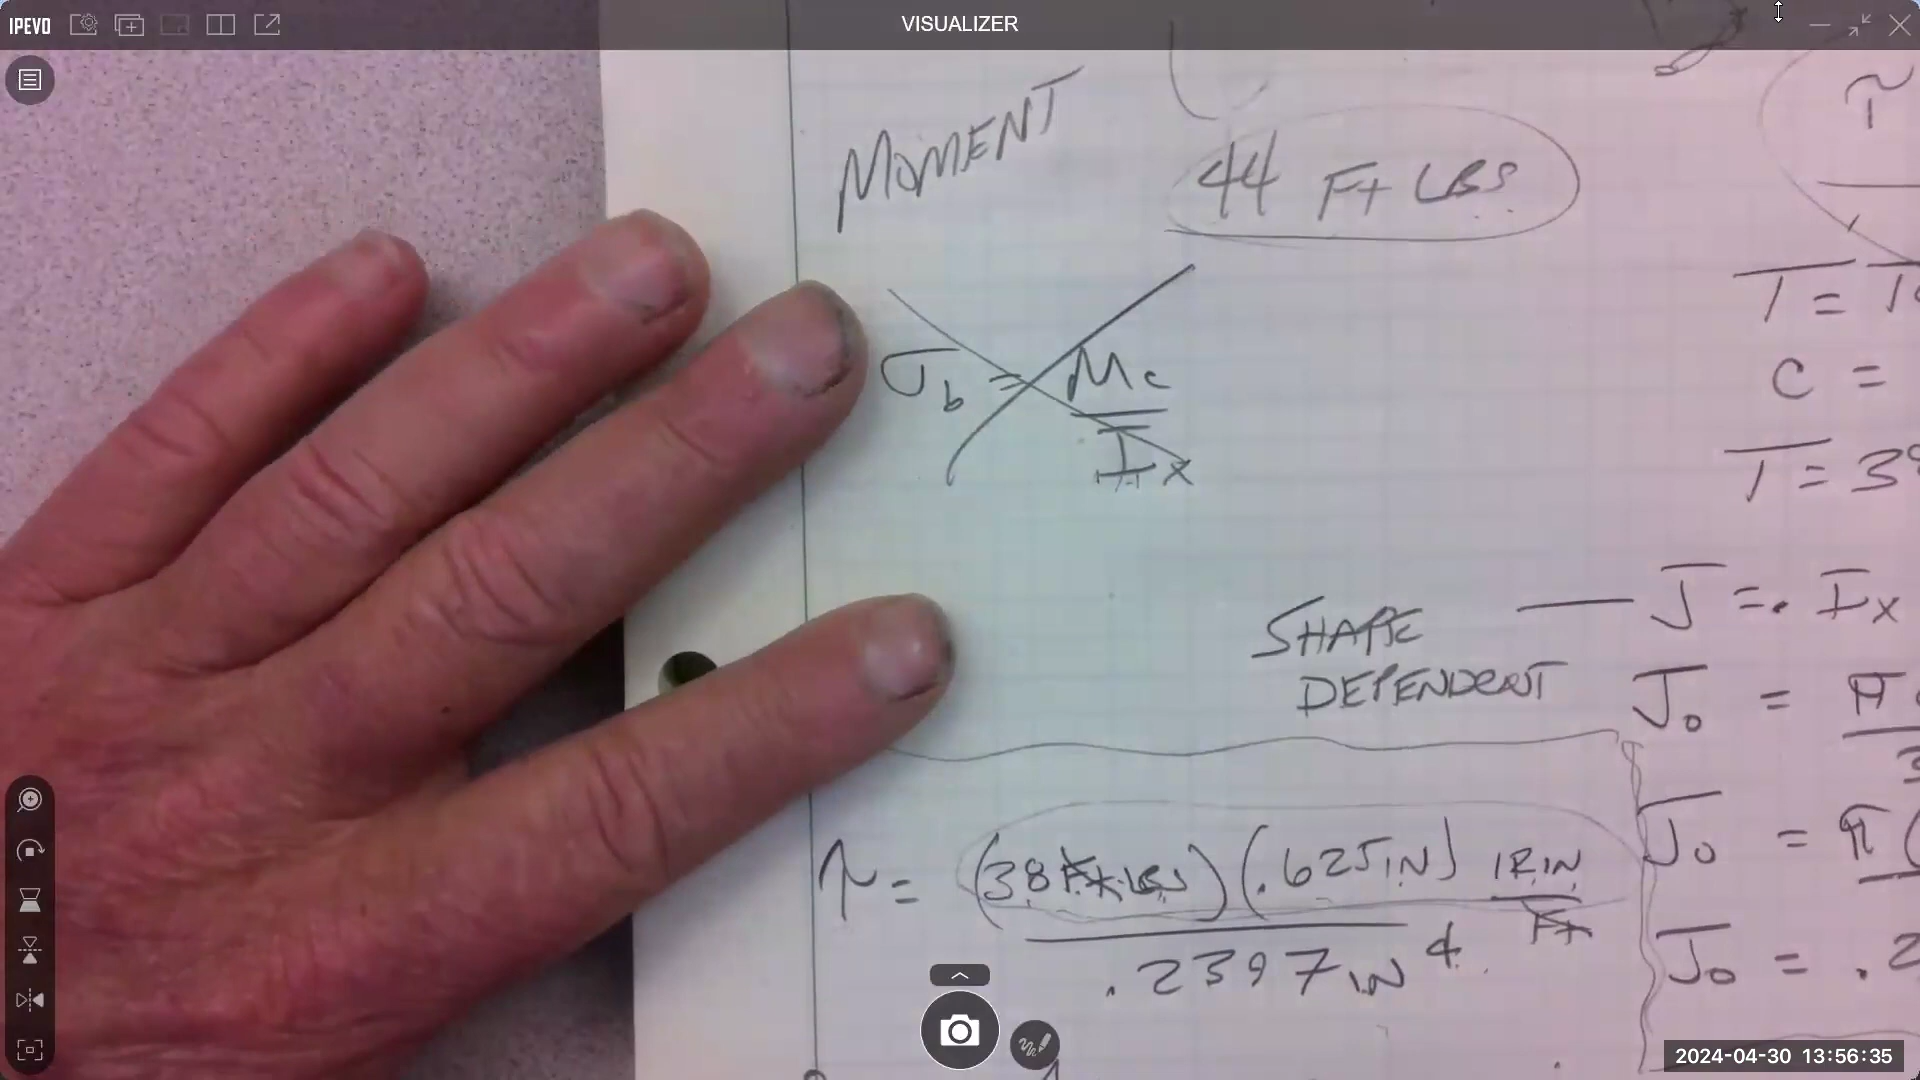 IPEVO VISUALIZER
MOMENT 44 Ft LBS
σb = Mc
Ix
T =
C =
T = 3
SHAPE — J = Ix
DEPENDENT J₀ = π
τ = (38 Ft·LBS) (.625 IN) 12 IN J₀ = π (
.2397 IN⁴ Ft J₀ = .2
2024-04-30 13:56:35